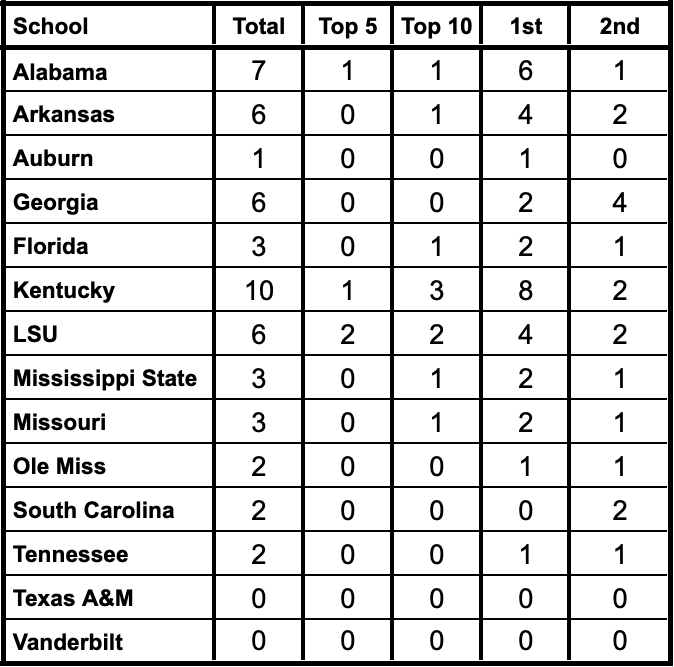 School Total Top 5 Top 10 1st 2nd
Alabama 7 1 1 6 1
Arkansas 6 0 1 4 2
Auburn 1 0 0 1 0
Georgia 6 0 0 2 4
Florida 3 0 1 2 1
Kentucky 10 1 3 8 2
LSU 6 2 2 4 2
Mississippi State 3 0 1 2 1
Missouri 3 0 1 2 1
Ole Miss 2 0 0 1 1
South Carolina 2 0 0 0 2
Tennessee 2 0 0 1 1
Texas A&M 0 0 0 0 0
Vanderbilt 0 0 0 0 0